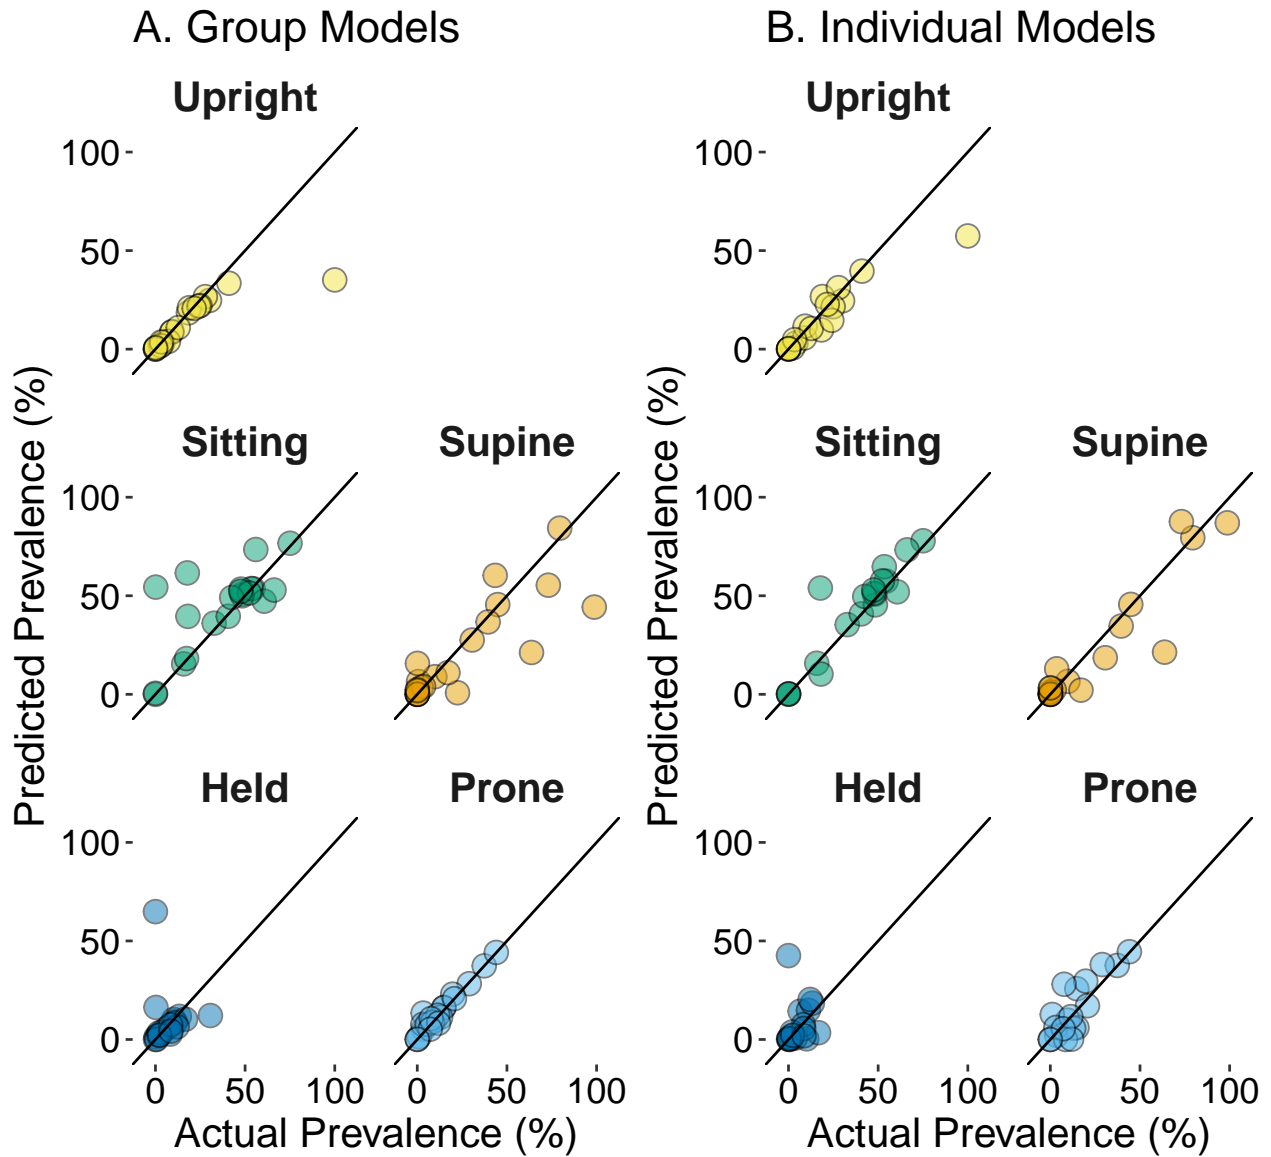 A. Group Models
Upright
100
50
0
Predicted Prevalence (%)
Sitting
Supine
100
50
0
Held
Prone
100
50
0
0
50
100
0
50
100
Actual Prevalence (%)
B. Individual Models
Upright
100
50
0
Predicted Prevalence (%)
Sitting
Supine
100
50
0
Held
Prone
100
50
0
0
50
100
0
50
100
Actual Prevalence (%)